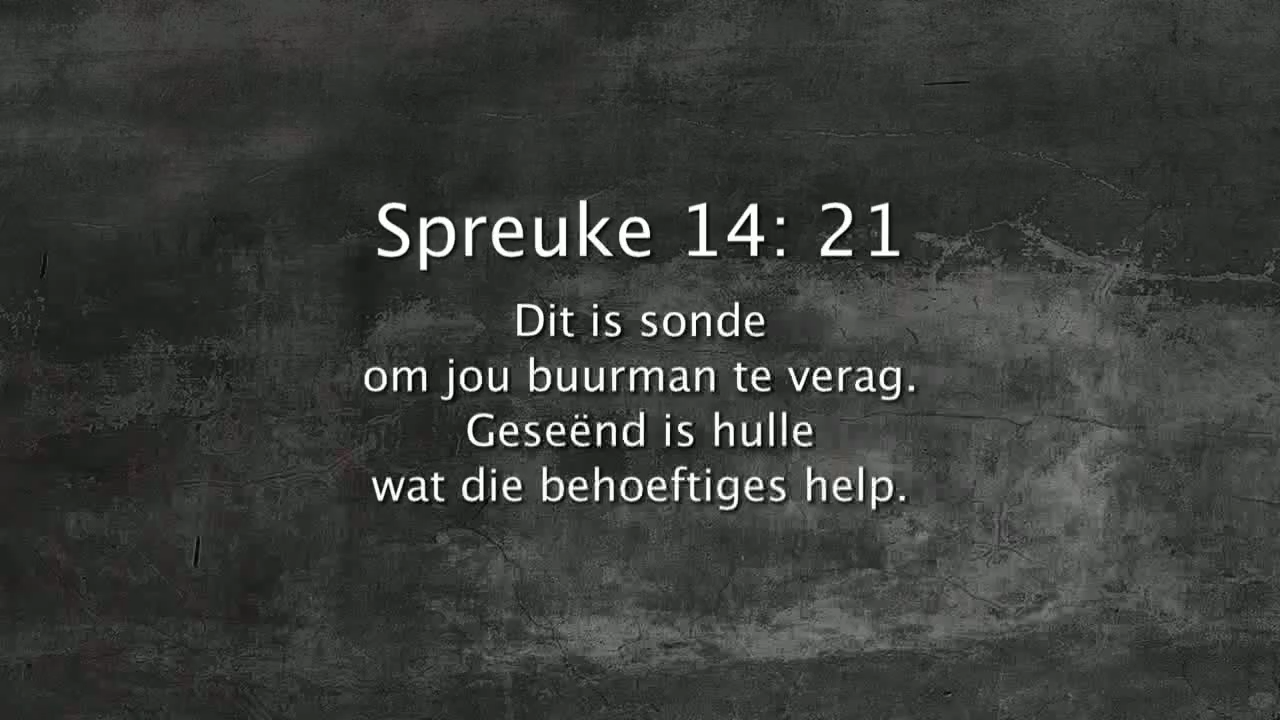 Spreuke 14: 21
Dit is sonde
om jou buurman te verag.
Geseënd is hulle
wat die behoeftiges help.